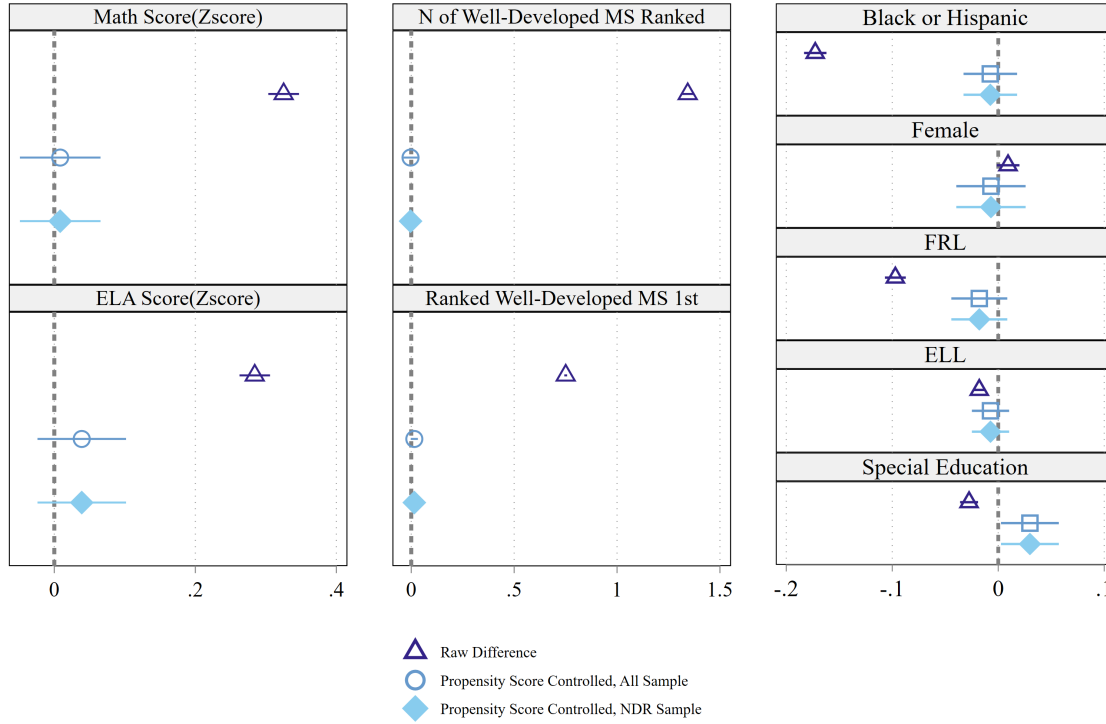 Math Score(Zscore)
ELA Score(Zscore)
0
.2
.4
N of Well-Developed MS Ranked
Ranked Well-Developed MS 1st
0
.5
1
1.5
Black or Hispanic
Female
FRL
ELL
Special Education
-.2
-.1
0
.1
Raw Difference
Propensity Score Controlled, All Sample
Propensity Score Controlled, NDR Sample